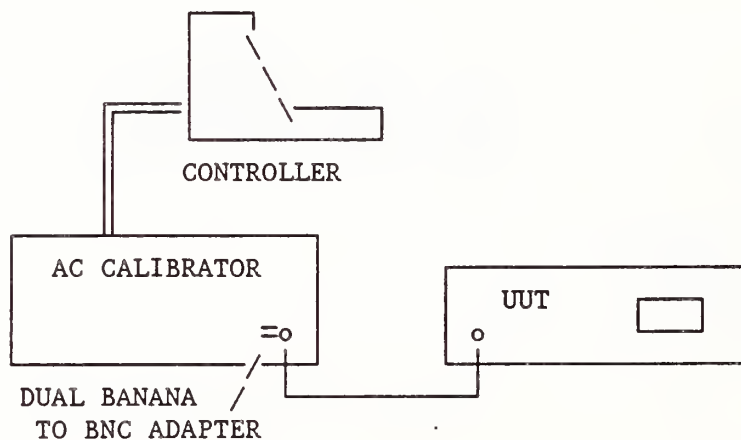 CONTROLLER
AC CALIBRATOR
UUT
DUAL BANANA
TO BNC ADAPTER